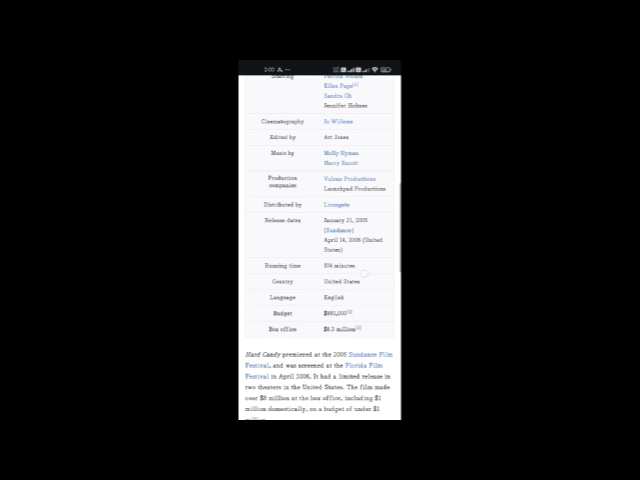 Ellen Page
Sandra Oh
Jennifer Holmes
Cinematography
Jo Willems
Edited by
Art Jones
Music by
Molly Nyman
Harry Escott
Production
companies
Vulcan Productions
Launchpad Productions
Distributed by
Lionsgate
Release dates
January 21, 2005
(Sundance)
April 14, 2006 (United
States)
Running time
104 minutes
Country
United States
Language
English
Budget
$950,000
Box office
$8.3 million
Hard Candy premiered at the 2005 Sundance Film
Festival, and was screened at the Florida Film
Festival in April 2006. It had a limited release in
two theaters in the United States. The film made
over $8 million at the box office, including $1
million domestically, on a budget of under $1